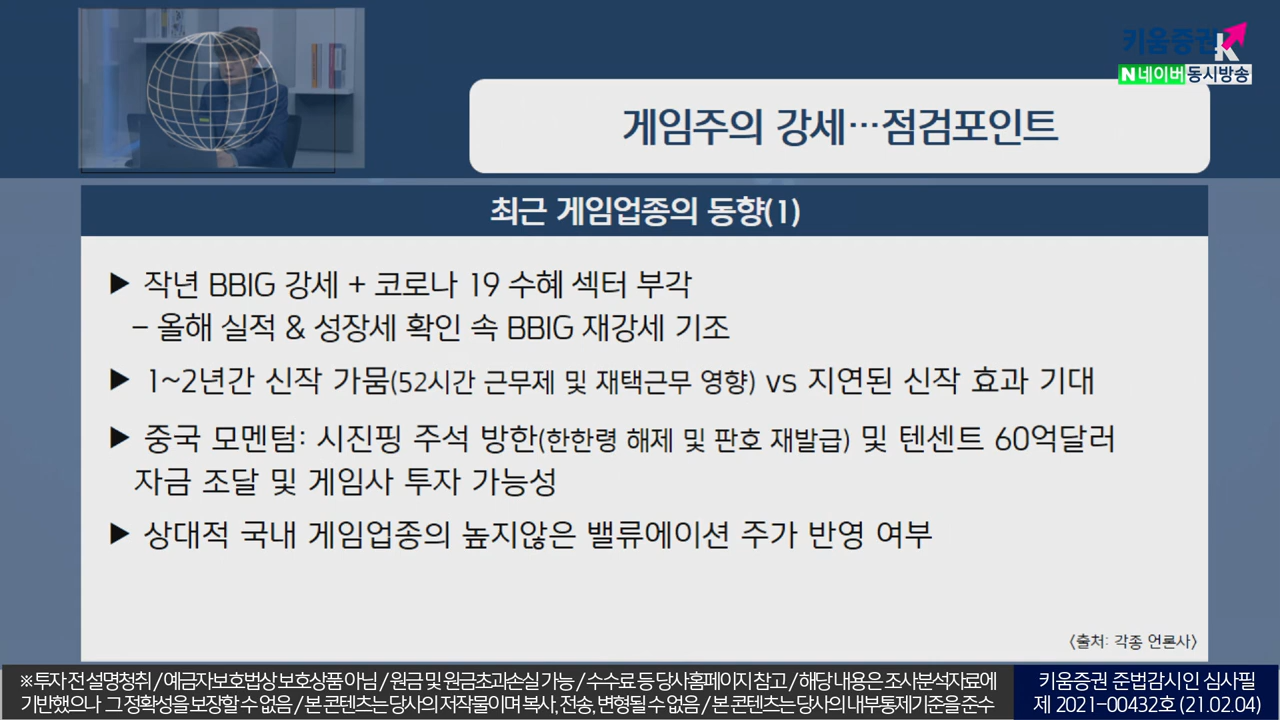 키움증권
N 네이버 동시방송
게임주의 강세…점검포인트
최근 게임업종의 동향(1)
▶ 작년 BBIG 강세 + 코로나 19 수혜 섹터 부각
– 올해 실적 & 성장세 확인 속 BBIG 재강세 기조
▶ 1~2년간 신작 가뭄(52시간 근무제 및 재택근무 영향) vs 지연된 신작 효과 기대
▶ 중국 모멘텀: 시진핑 주석 방한(한한령 해제 및 판호 재발급) 및 텐센트 60억달러
자금 조달 및 게임사 투자 가능성
▶ 상대적 국내 게임업종의 높지않은 밸류에이션 주가 반영 여부
<출처: 각종 언론사>
※투자 전 설명청취 / 예금자보호법상 보호상품 아님 / 원금 및 원금초과손실 가능 / 수수료 등 당사홈페이지 참고 / 해당 내용은 조사분석자료에
기반했으나 그 정확성을 보장할 수 없음 / 본 콘텐츠는 당사의 저작물이며 복사, 전송, 변형될 수 없음 / 본 콘텐츠는 당사의 내부통제기준을 준수
키움증권 준법감시인 심사필
제 2021-00432호 (21.02.04)